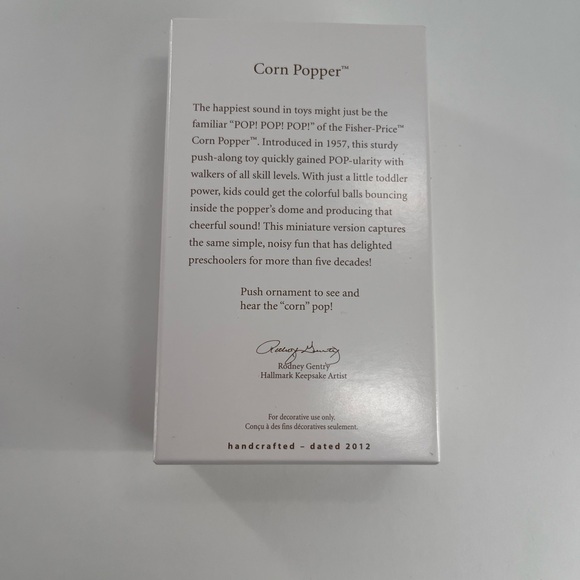 Corn Popper™
The happiest sound in toys might just be the
familiar “POP! POP! POP!” of the Fisher-Price™
Corn Popper™. Introduced in 1957, this sturdy
push-along toy quickly gained POP-ularity with
walkers of all skill levels. With just a little toddler
power, kids could get the colorful balls bouncing
inside the popper’s dome and producing that
cheerful sound! This miniature version captures
the same simple, noisy fun that has delighted
preschoolers for more than five decades!
Push ornament to see and
hear the “corn” pop!
Rodney Gentry
Rodney Gentry
Hallmark Keepsake Artist
For decorative use only.
Conçu à des fins décoratives seulement.
handcrafted – dated 2012